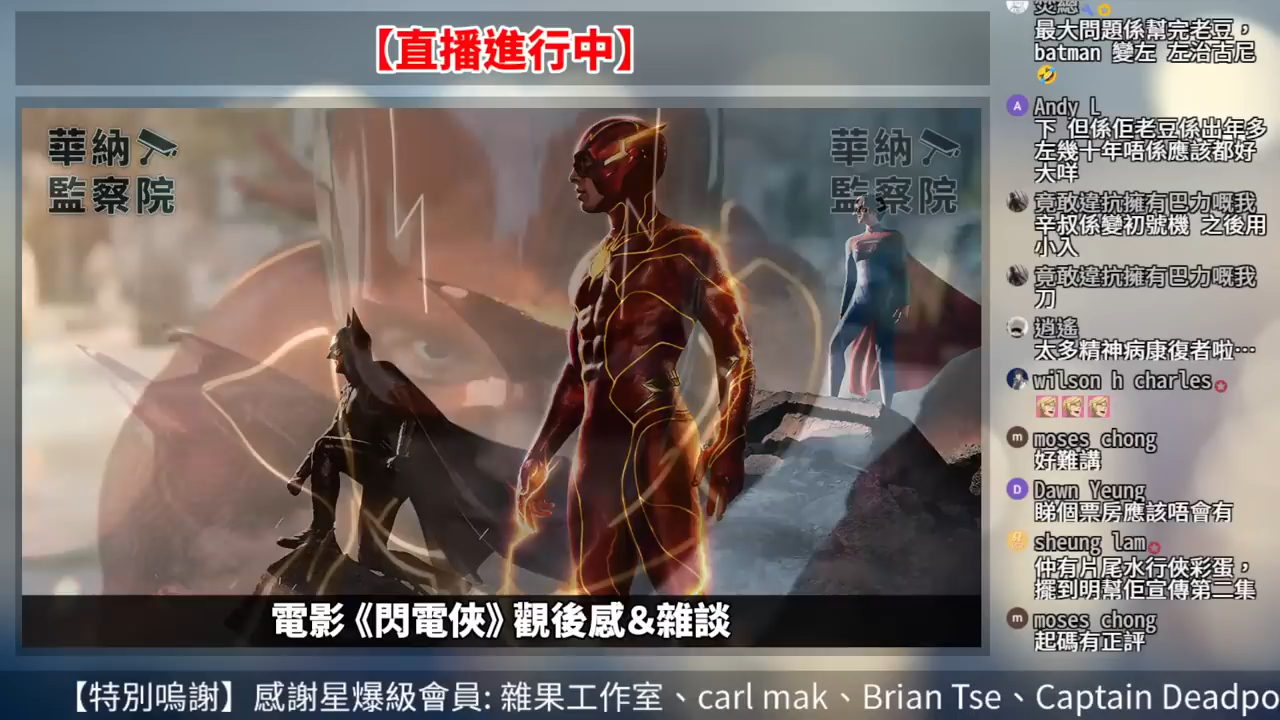 【直播進行中】
華納
監察院
華納
監察院
電影《閃電俠》觀後感&雜談
最大問題係幫完老豆，
batman 變左 左治古尼
Andy L
下 但係佢老豆係出年多
左幾十年唔係應該都好
大咩
竟敢違抗擁有巴力嘅我
辛叔係變初號機 之後用
小入
竟敢違抗擁有巴力嘅我
刀
逍遙
太多精神病康復者啦…
wilson h charles
moses chong
好難講
Dawn Yeung
睇個票房應該唔會有
sheung lam
仲有片尾水行俠彩蛋，
擺到明幫佢宣傳第二集
moses chong
起碼有正評
【特別嗚謝】感謝星爆級會員: 雜果工作室、carl mak、Brian Tse、Captain Deadpo